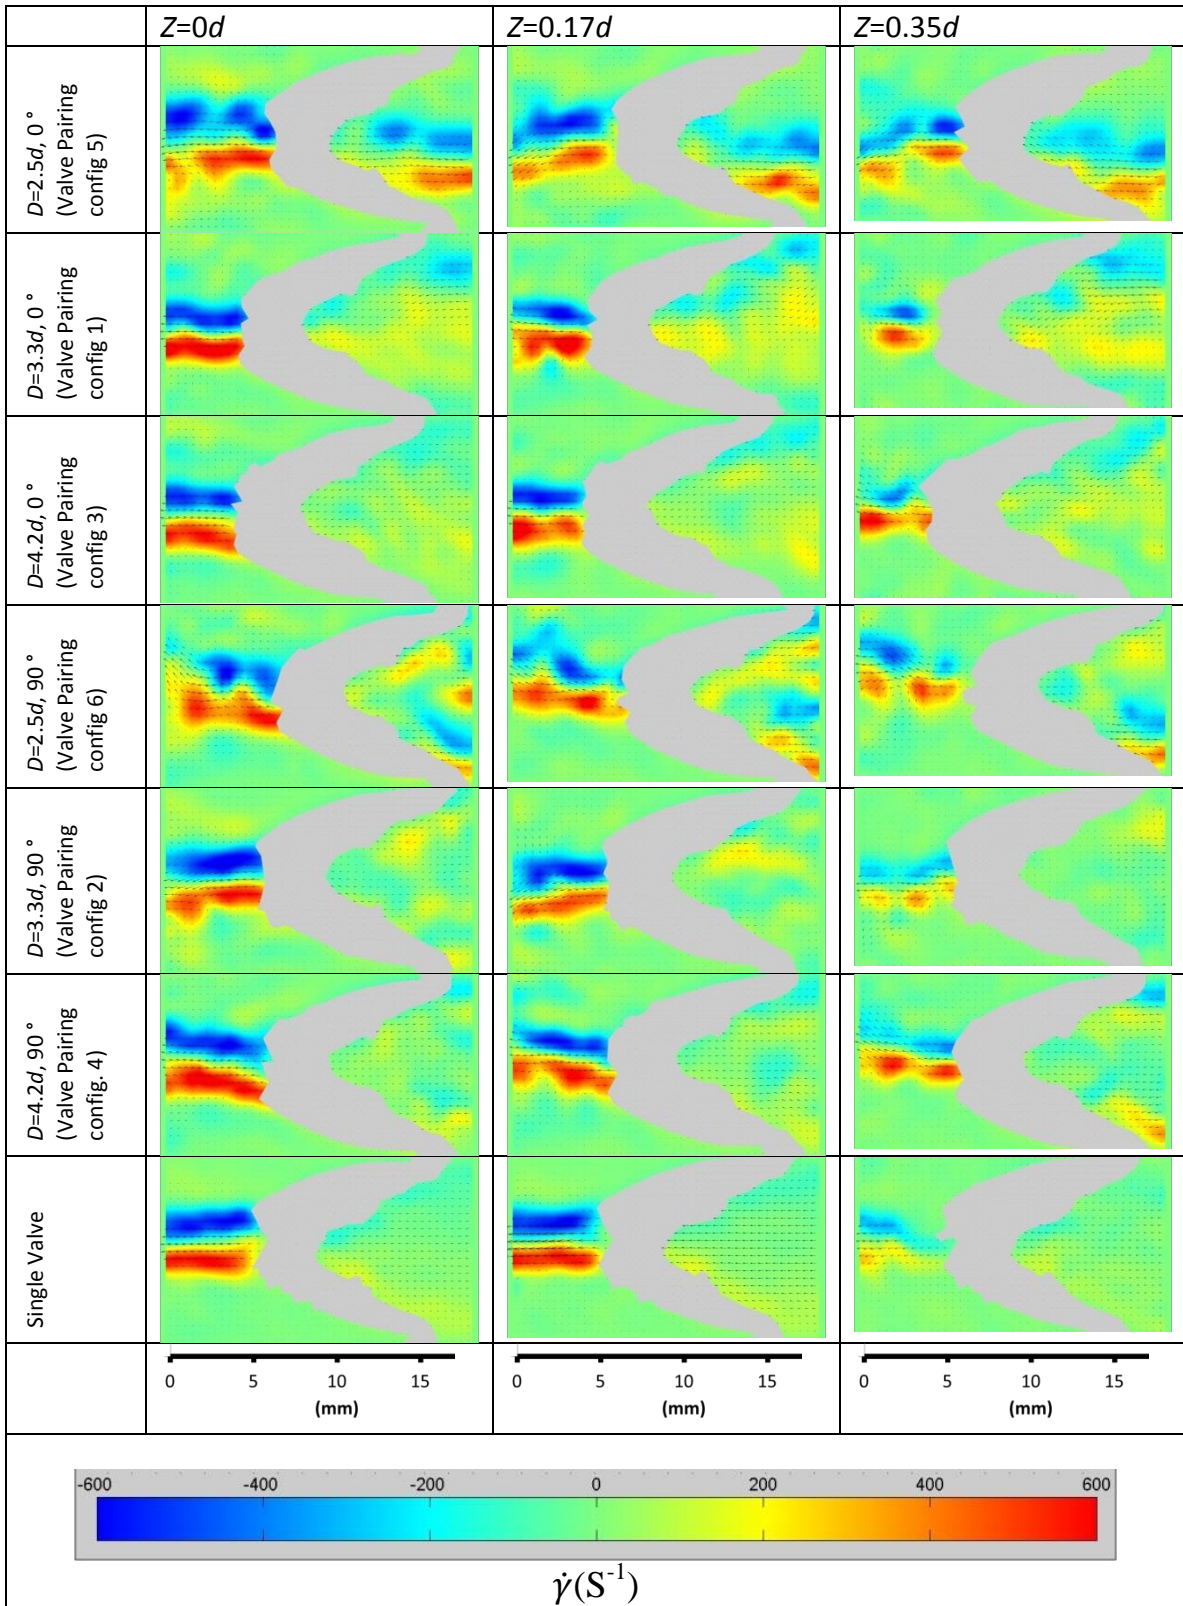 Z=0d
Z=0.17d
Z=0.35d
D=2.5d, 0°
(Valve Pairing
config 5)
D=3.3d, 0°
(Valve Pairing
config 1)
D=4.2d, 0°
(Valve Pairing
config 3)
D=2.5d, 90°
(Valve Pairing
config 6)
D=3.3d, 90°
(Valve Pairing
config 2)
D=4.2d, 90°
(Valve Pairing
config. 4)
Single Valve
0 5 10 15
(mm)
0 5 10 15
(mm)
0 5 10 15
(mm)
-600 -400 -200 0 200 400 600
γ̇(S⁻¹)